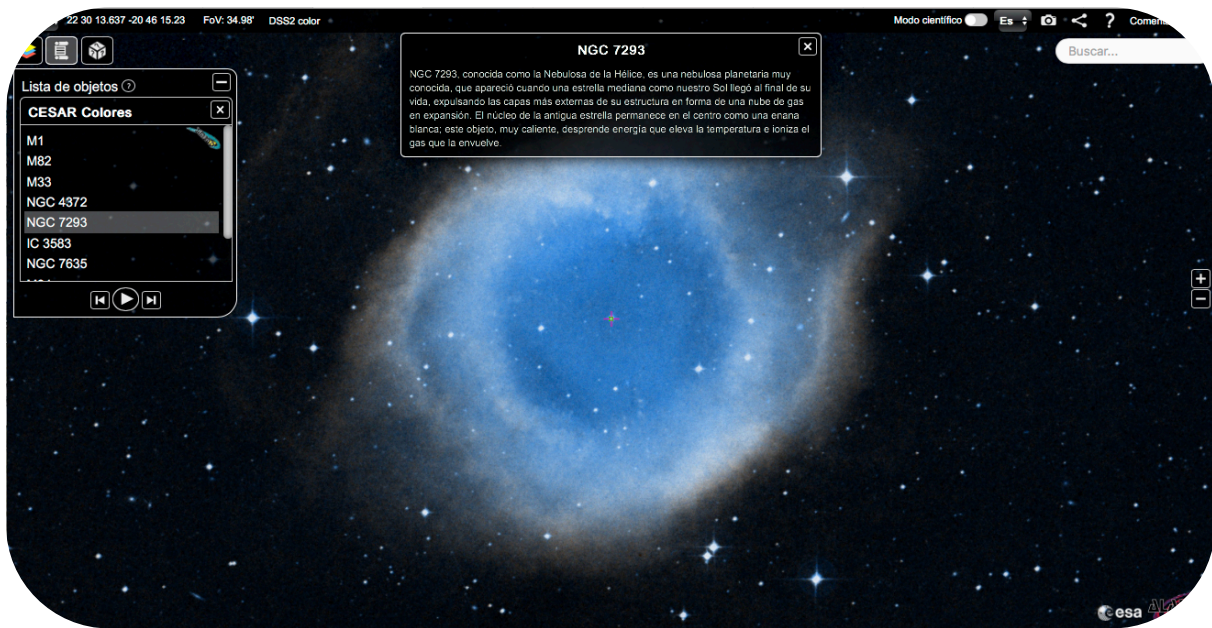 22 30 13.637 -20 46 15.23 FoV: 34.98' DSS2 color Modo científico Es ? Comen
Buscar...
Lista de objetos ?
CESAR Colores
M1
M82
M33
NGC 4372
NGC 7293
IC 3583
NGC 7635
NGC 7293
NGC 7293, conocida como la Nebulosa de la Hélice, es una nebulosa planetaria muy
conocida, que apareció cuando una estrella mediana como nuestro Sol llegó al final de su
vida, expulsando las capas más externas de su estructura en forma de una nube de gas
en expansión. El núcleo de la antigua estrella permanece en el centro como una enana
blanca; este objeto, muy caliente, desprende energía que eleva la temperatura e ioniza el
gas que la envuelve.
esa